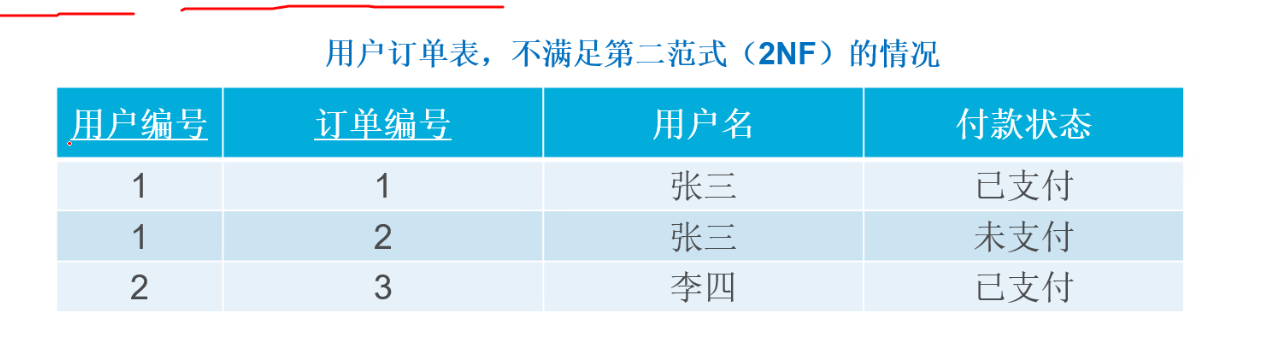 用户订单表，不满足第二范式（2NF）的情况
用户编号 订单编号 用户名 付款状态
1 1 张三 已支付
1 2 张三 未支付
2 3 李四 已支付